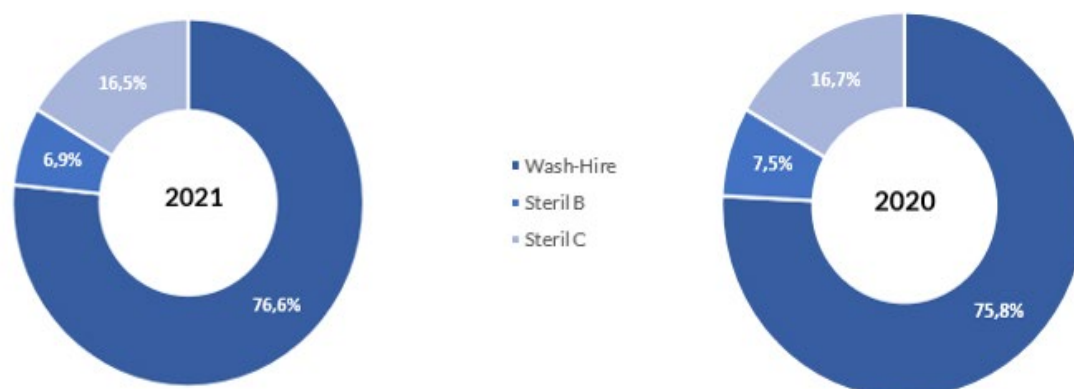 16,5%
6,9%
2021
76,6%
Wash-Hire
Steril B
Steril C
16,7%
7,5%
2020
75,8%